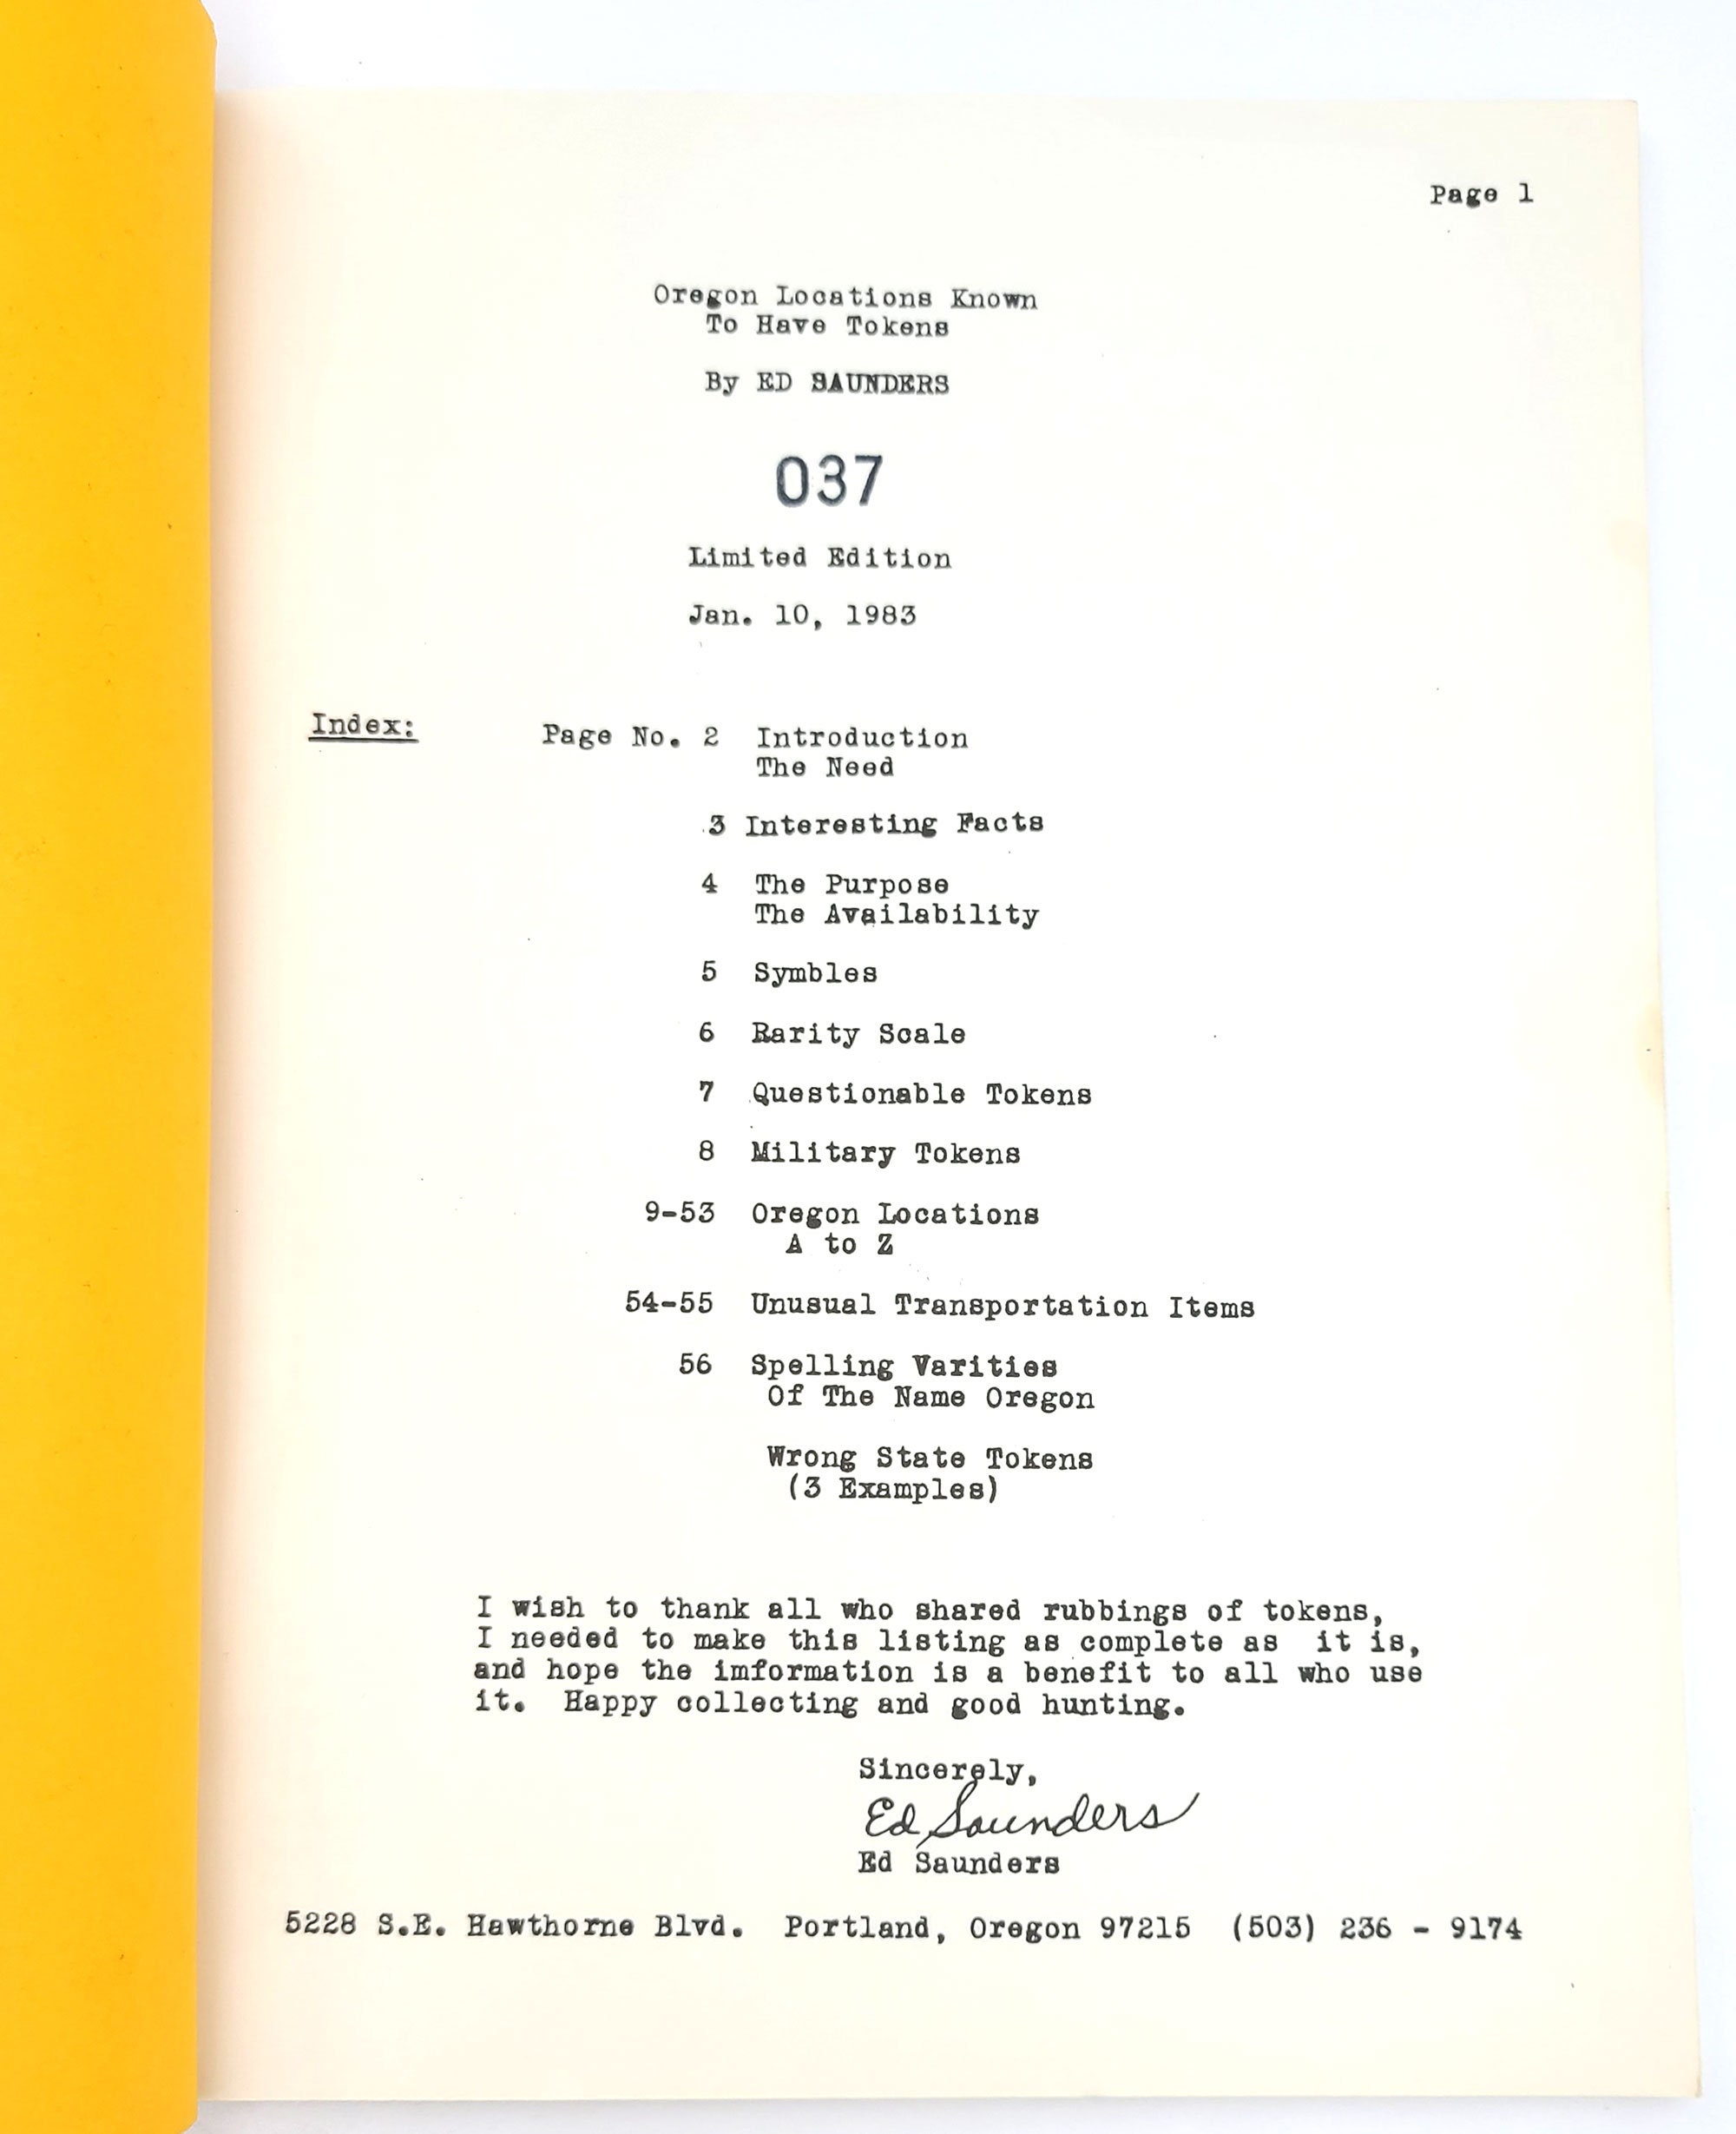 Page 1
Oregon Locations Known
To Have Tokens
By ED SAUNDERS
037
Limited Edition
Jan. 10, 1983
Index:
Page No. 2 Introduction
The Need
3 Interesting Facts
4 The Purpose
The Availability
5 Symbles
6 Rarity Scale
7 Questionable Tokens
8 Military Tokens
9-53 Oregon Locations
A to Z
54-55 Unusual Transportation Items
56 Spelling Varities
Of The Name Oregon
Wrong State Tokens
(3 Examples)
I wish to thank all who shared rubbings of tokens,
I needed to make this listing as complete as it is,
and hope the imformation is a benefit to all who use
it. Happy collecting and good hunting.
Sincerely,
Ed Saunders
Ed Saunders
5228 S.E. Hawthorne Blvd. Portland, Oregon 97215 (503) 236 - 9174